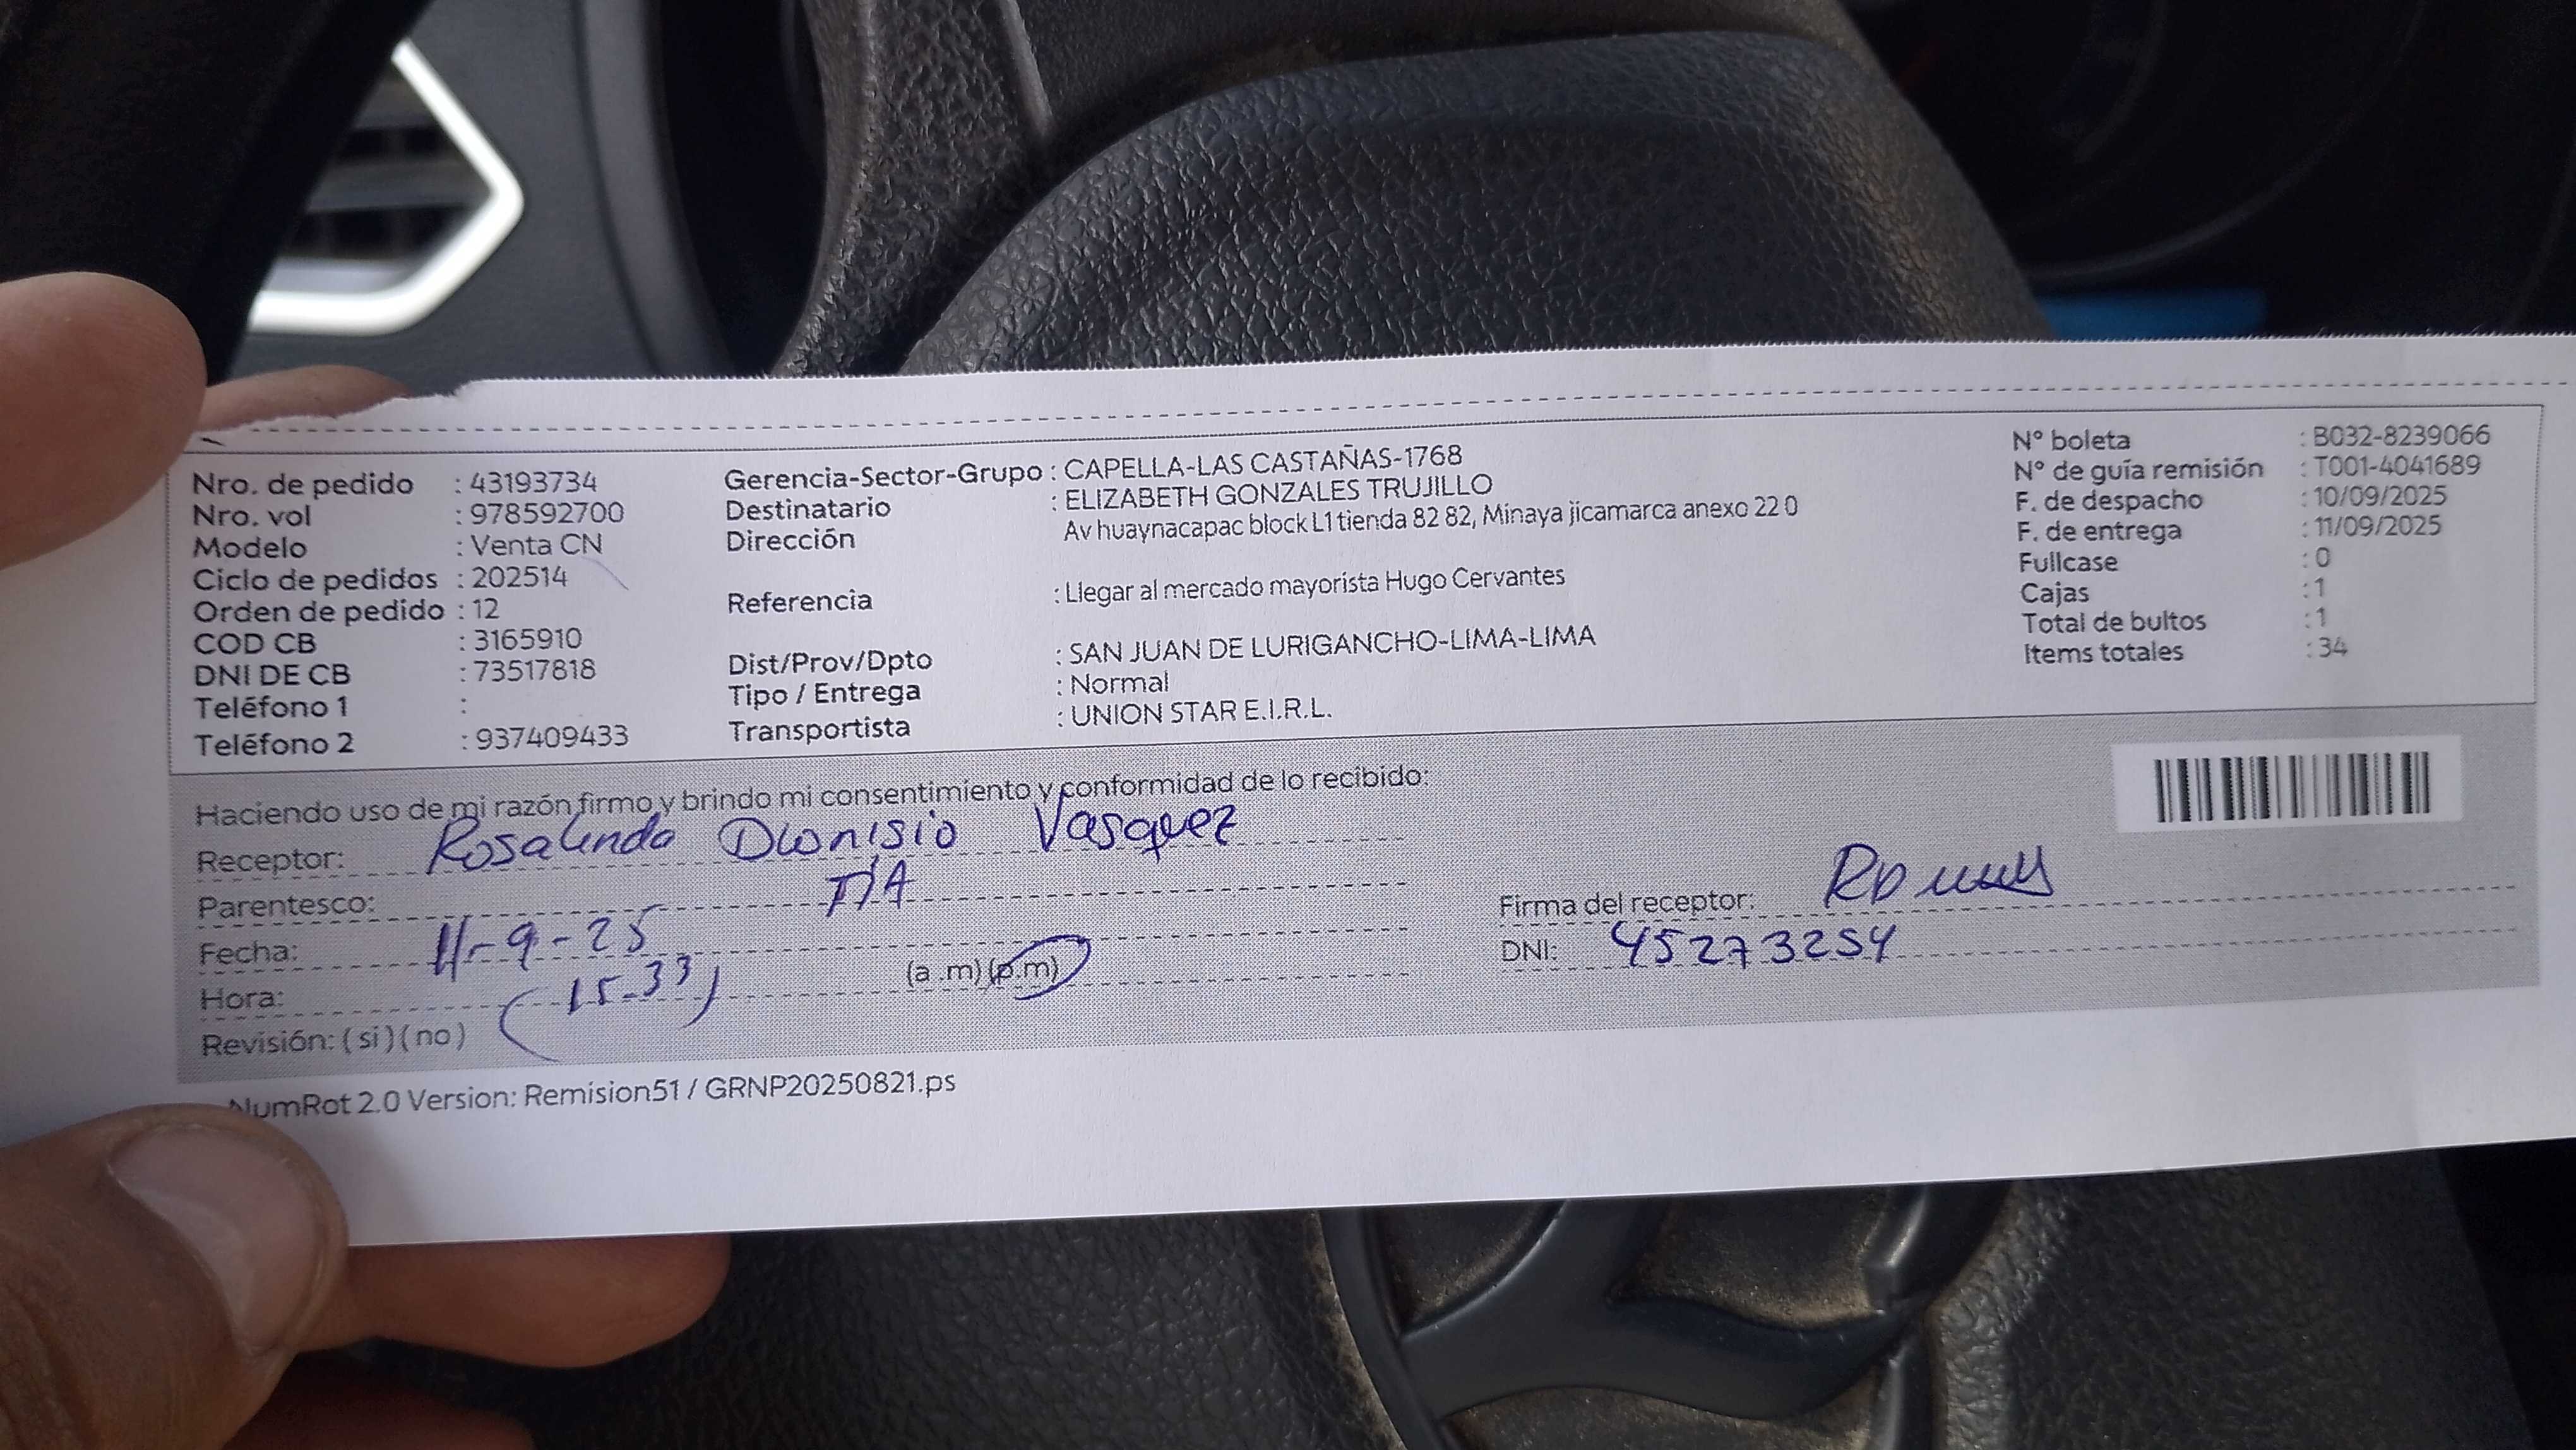 Nro. de pedido : 43193734
Nro. vol : 978592700
Modelo : Venta CN
Ciclo de pedidos : 202514
Orden de pedido : 12
COD CB : 3165910
DNI DE CB : 73517818
Teléfono 1 :
Teléfono 2 : 937409433
Gerencia-Sector-Grupo : CAPELLA-LAS CASTAÑAS-1768
Destinatario : ELIZABETH GONZALES TRUJILLO
Dirección Av huaynacapac block L1 tienda 82 82, Minaya jicamarca anexo 22 0
Referencia : Llegar al mercado mayorista Hugo Cervantes
Dist/Prov/Dpto : SAN JUAN DE LURIGANCHO-LIMA-LIMA
Tipo / Entrega : Normal
Transportista : UNION STAR E.I.R.L.
N° boleta : B032-8239066
N° de guía remisión : T001-4041689
F. de despacho : 10/09/2025
F. de entrega : 11/09/2025
Fullcase : 0
Cajas : 1
Total de bultos : 1
Items totales : 34
Haciendo uso de mi razón firmo y brindo mi consentimiento y conformidad de lo recibido:
Receptor: Rosalinda Dionisio Vasquez
Parentesco: TIA
Fecha: 11-9-25
Hora: (15-33) (a .m) (p.m)
Revisión: ( si ) ( no )
Firma del receptor:
DNI: 45273254
NumRot 2.0 Version: Remision51 / GRNP20250821.ps